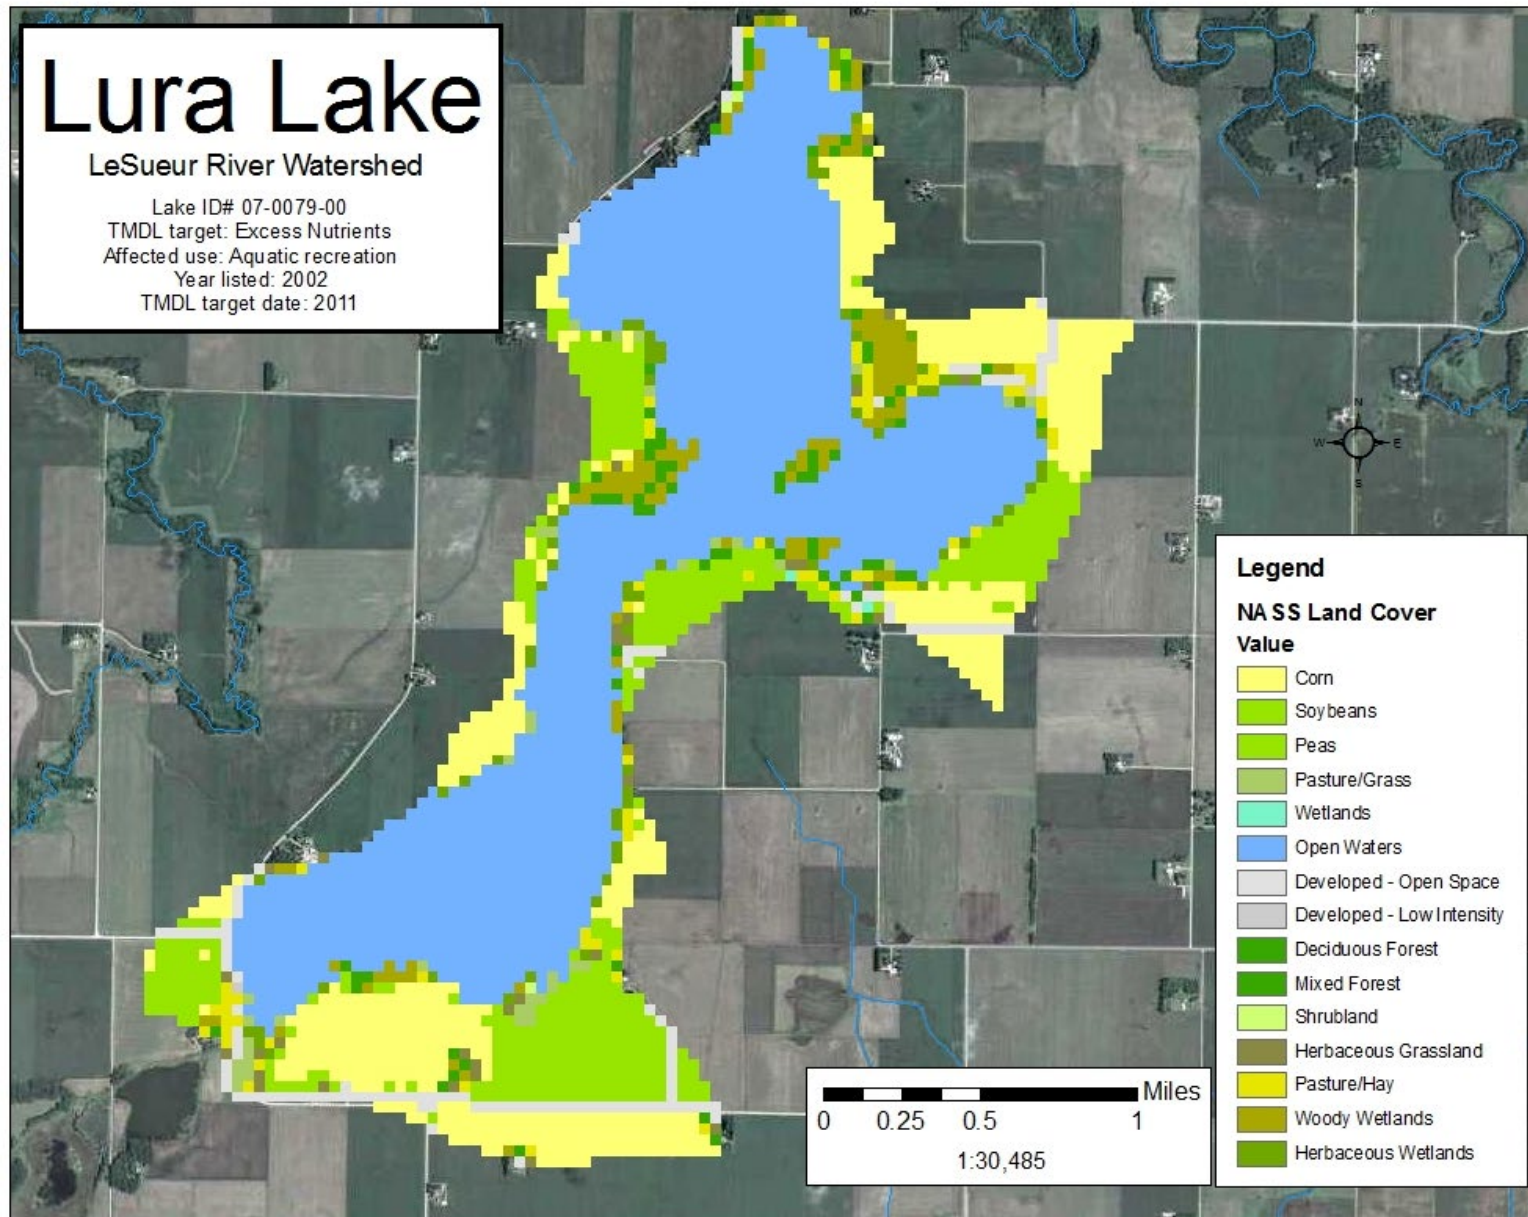 Lura Lake
LeSueur River Watershed
Lake ID# 07-0079-00
TMDL target: Excess Nutrients
Affected use: Aquatic recreation
Year listed: 2002
TMDL target date: 2011
N
W
E
S
Legend
NASS Land Cover
Value
Corn
Soybeans
Peas
Pasture/Grass
Wetlands
Open Waters
Developed - Open Space
Developed - Low Intensity
Deciduous Forest
Mixed Forest
Shrubland
Herbaceous Grassland
Pasture/Hay
Woody Wetlands
Herbaceous Wetlands
Miles
0 0.25 0.5 1
1:30,485